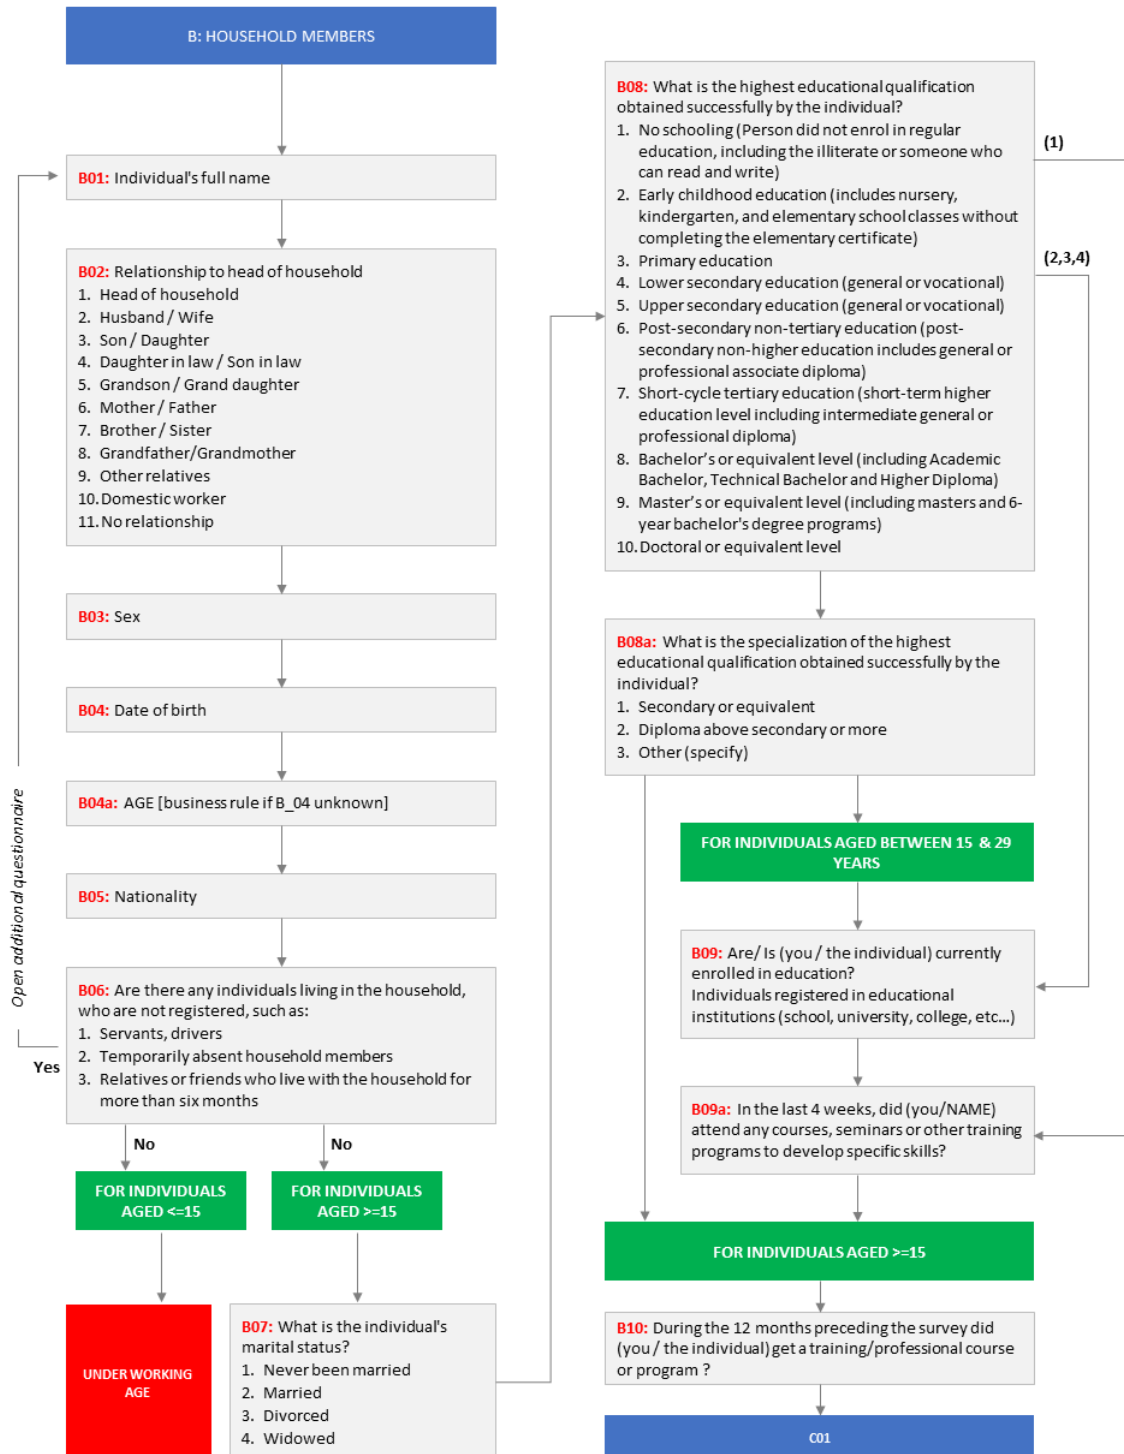 B: HOUSEHOLD MEMBERS
B01: Individual's full name
B02: Relationship to head of household
1. Head of household
2. Husband / Wife
3. Son / Daughter
4. Daughter in law / Son in law
5. Grandson / Grand daughter
6. Mother / Father
7. Brother / Sister
8. Grandfather/Grandmother
9. Other relatives
10. Domestic worker
11. No relationship
B03: Sex
B04: Date of birth
B04a: AGE [business rule if B_04 unknown]
B05: Nationality
B06: Are there any individuals living in the household,
who are not registered, such as:
1. Servants, drivers
2. Temporarily absent household members
3. Relatives or friends who live with the household for
more than six months
Open additional questionnaire
Yes
No
No
FOR INDIVIDUALS
AGED <=15
FOR INDIVIDUALS
AGED >=15
UNDER WORKING
AGE
B07: What is the individual's
marital status?
1. Never been married
2. Married
3. Divorced
4. Widowed
B08: What is the highest educational qualification
obtained successfully by the individual?
1. No schooling (Person did not enrol in regular
education, including the illiterate or someone who
can read and write)
2. Early childhood education (includes nursery,
kindergarten, and elementary school classes without
completing the elementary certificate)
3. Primary education
4. Lower secondary education (general or vocational)
5. Upper secondary education (general or vocational)
6. Post-secondary non-tertiary education (post-
secondary non-higher education includes general or
professional associate diploma)
7. Short-cycle tertiary education (short-term higher
education level including intermediate general or
professional diploma)
8. Bachelor's or equivalent level (including Academic
Bachelor, Technical Bachelor and Higher Diploma)
9. Master's or equivalent level (including masters and 6-
year bachelor's degree programs)
10. Doctoral or equivalent level
(1)
(2,3,4)
B08a: What is the specialization of the highest
educational qualification obtained successfully by the
individual?
1. Secondary or equivalent
2. Diploma above secondary or more
3. Other (specify)
FOR INDIVIDUALS AGED BETWEEN 15 & 29
YEARS
B09: Are/ Is (you / the individual) currently
enrolled in education?
Individuals registered in educational
institutions (school, university, college, etc...)
B09a: In the last 4 weeks, did (you/NAME)
attend any courses, seminars or other training
programs to develop specific skills?
FOR INDIVIDUALS AGED >=15
B10: During the 12 months preceding the survey did
(you / the individual) get a training/professional course
or program ?
C01